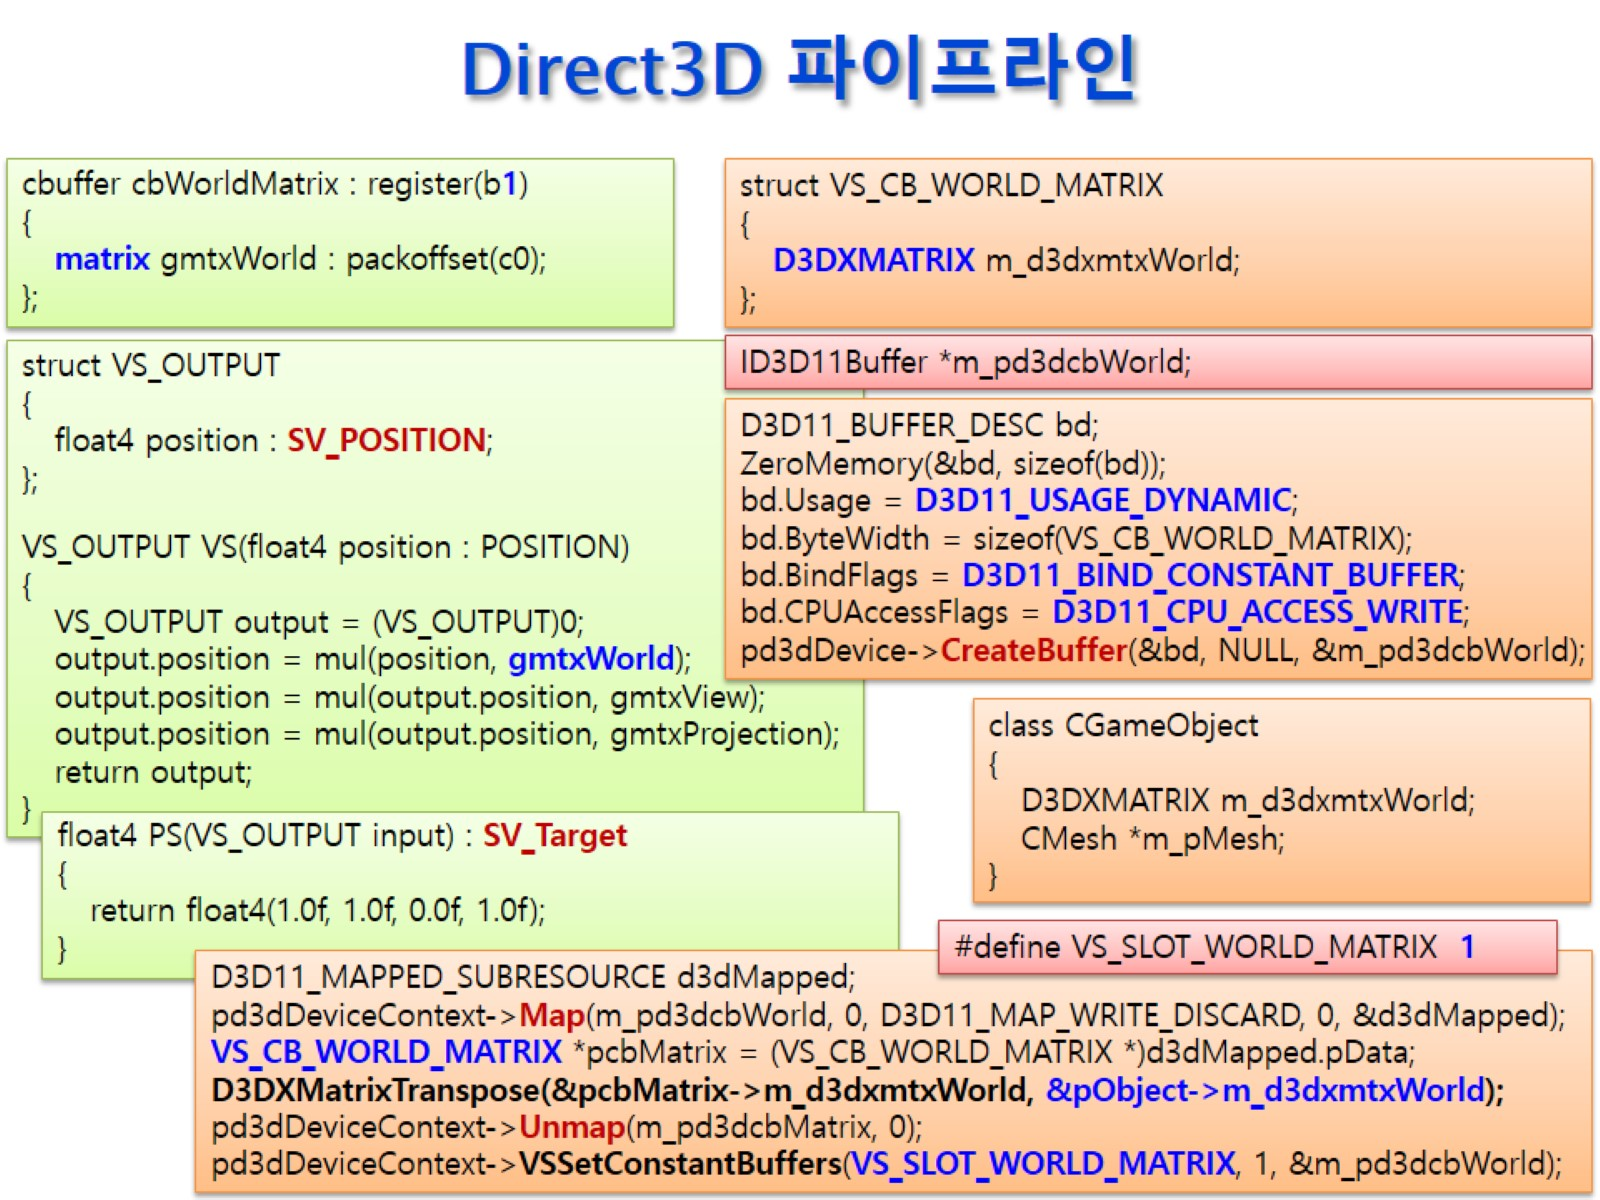 Direct3D 파이프라인
cbuffer cbWorldMatrix : register(b1)
{
matrix gmtxWorld : packoffset(c0);
};
struct VS_OUTPUT
{
float4 position : SV_POSITION;
};
VS_OUTPUT VS(float4 position : POSITION)
{
VS_OUTPUT output = (VS_OUTPUT)0;
output.position = mul(position, gmtxWorld);
output.position = mul(output.position, gmtxView);
output.position = mul(output.position, gmtxProjection);
return output;
}
float4 PS(VS_OUTPUT input) : SV_Target
{
return float4(1.0f, 1.0f, 0.0f, 1.0f);
}
struct VS_CB_WORLD_MATRIX
{
D3DXMATRIX m_d3dxmtxWorld;
};
ID3D11Buffer *m_pd3dcbWorld;
D3D11_BUFFER_DESC bd;
ZeroMemory(&bd, sizeof(bd));
bd.Usage = D3D11_USAGE_DYNAMIC;
bd.ByteWidth = sizeof(VS_CB_WORLD_MATRIX);
bd.BindFlags = D3D11_BIND_CONSTANT_BUFFER;
bd.CPUAccessFlags = D3D11_CPU_ACCESS_WRITE;
pd3dDevice->CreateBuffer(&bd, NULL, &m_pd3dcbWorld);
class CGameObject
{
D3DXMATRIX m_d3dxmtxWorld;
CMesh *m_pMesh;
}
#define VS_SLOT_WORLD_MATRIX 1
D3D11_MAPPED_SUBRESOURCE d3dMapped;
pd3dDeviceContext->Map(m_pd3dcbWorld, 0, D3D11_MAP_WRITE_DISCARD, 0, &d3dMapped);
VS_CB_WORLD_MATRIX *pcbMatrix = (VS_CB_WORLD_MATRIX *)d3dMapped.pData;
D3DXMatrixTranspose(&pcbMatrix->m_d3dxmtxWorld, &pObject->m_d3dxmtxWorld);
pd3dDeviceContext->Unmap(m_pd3dcbMatrix, 0);
pd3dDeviceContext->VSSetConstantBuffers(VS_SLOT_WORLD_MATRIX, 1, &m_pd3dcbWorld);